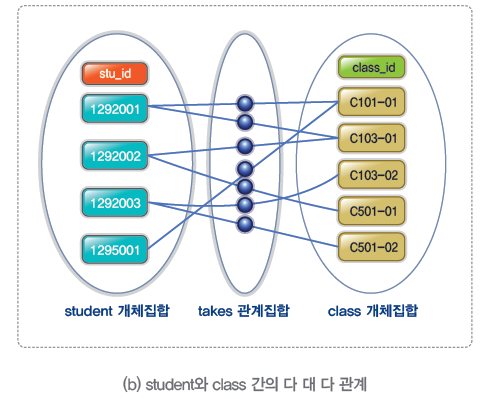 stu_id
1292001
1292002
1292003
1295001
class_id
C101-01
C103-01
C103-02
C501-01
C501-02
student 개체집합 takes 관계집합 class 개체집합
(b) student와 class 간의 다 대 다 관계